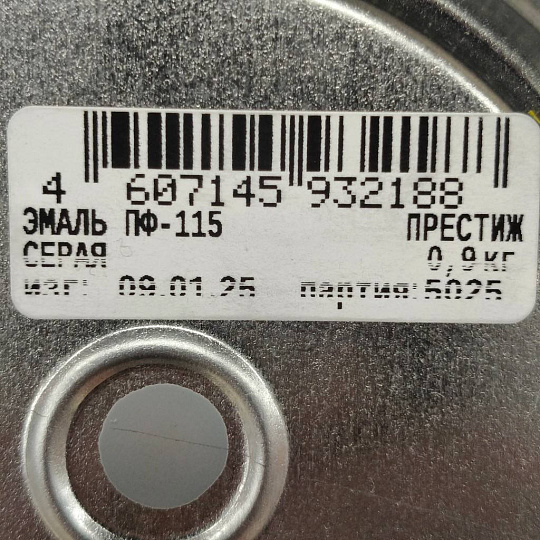 4 607145 932188
ЭМАЛЬ ПФ-115 ПРЕСТИЖ
СЕРАЯ 0,9 КГ
изг: 09.01.25 партия: 5025